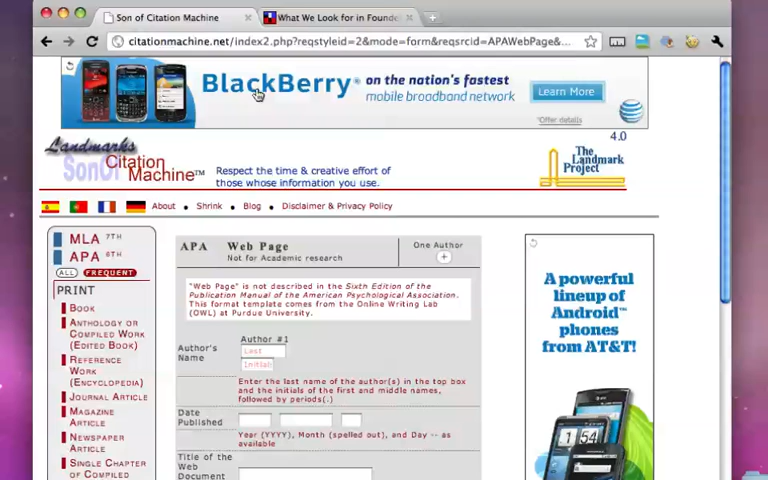 Son of Citation Machine
What We Look for in Founde
citationmachine.net/index2.php?reqstyleid=2&mode=form&reqsrcid=APAWebPage&...
BlackBerry® on the nation's fastest
mobile broadband network
Learn More
*Offer details
4.0
Landmarks
SonOf Citation Machine™
Respect the time & creative effort of
those whose information you use.
The
Landmark
Project
About • Shrink • Blog • Disclaimer & Privacy Policy
MLA 7TH
APA 6TH
ALL FREQUENT
PRINT
Book
Anthology or
Compiled Work
(Edited Book)
Reference
Work
(Encyclopedia)
Journal Article
Magazine
Article
Newspaper
Article
Single Chapter
of Compiled
APA Web Page
Not for Academic research
One Author
+
"Web Page" is not described in the Sixth Edition of the
Publication Manual of the American Psychological Association.
This format template comes from the Online Writing Lab
(OWL) at Purdue University.
Author's
Name
Author #1
Last
Initials
Enter the last name of the author(s) in the top box
and the initials of the first and middle names,
followed by periods(.)
Date
Published
Year (YYYY), Month (spelled out), and Day -- as
available
Title of the
Web
Document
A powerful
lineup of
Android™
phones
from AT&T!
1 54